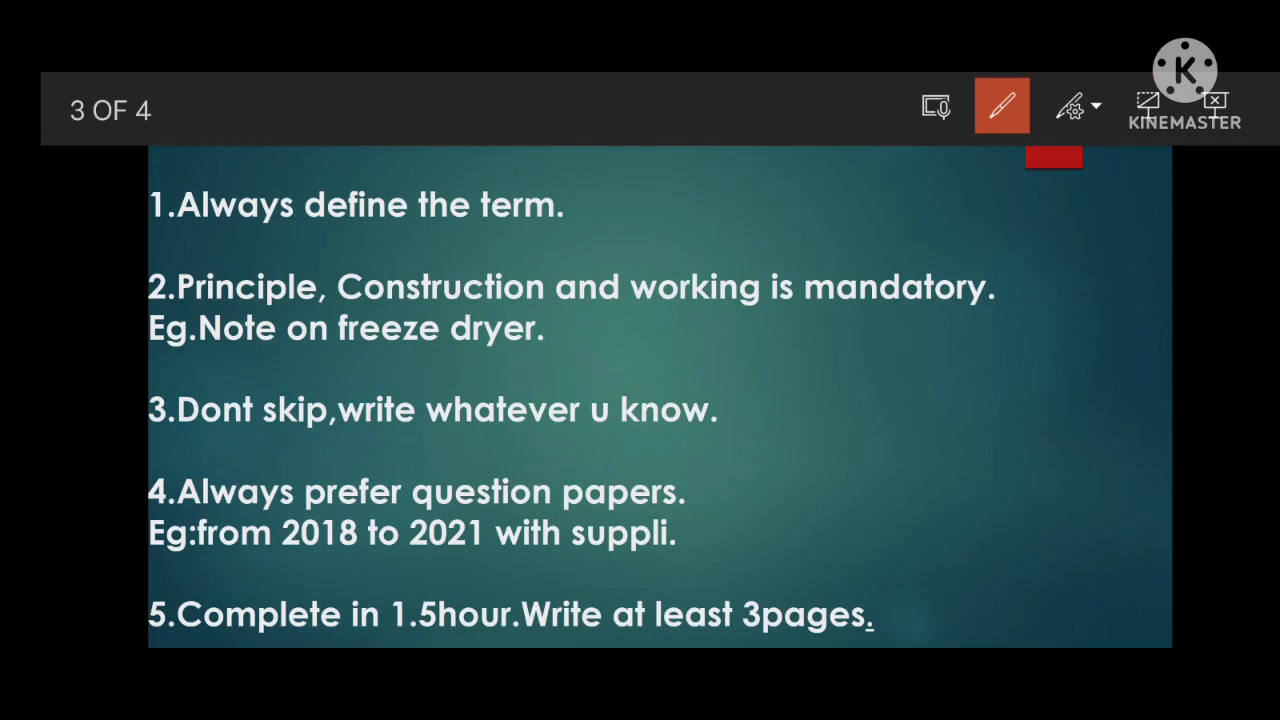 3 OF 4
KINEMASTER
1.Always define the term.
2.Principle, Construction and working is mandatory.
Eg.Note on freeze dryer.
3.Dont skip,write whatever u know.
4.Always prefer question papers.
Eg:from 2018 to 2021 with suppli.
5.Complete in 1.5hour.Write at least 3pages.